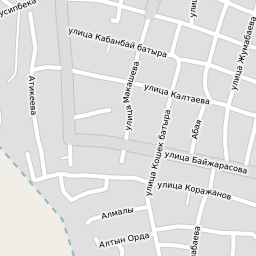 усипбека
улица Кабанбай батыра
улица Жумабаева
улица Макашева
Атикеева
улица Калтаева
улица Кошек батыра
Абая
улица Байжарасова
улица Коражанов
Алмалы
Алтын Орда
абаева